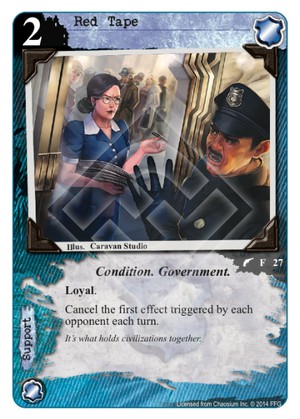 2
Red Tape
Illus. Caravan Studio
F 27
Condition. Government.
Loyal.
Cancel the first effect triggered by each
opponent each turn.
It's what holds civilizations together.
Support
Licensed from Chaosium Inc. © 2014 FFG